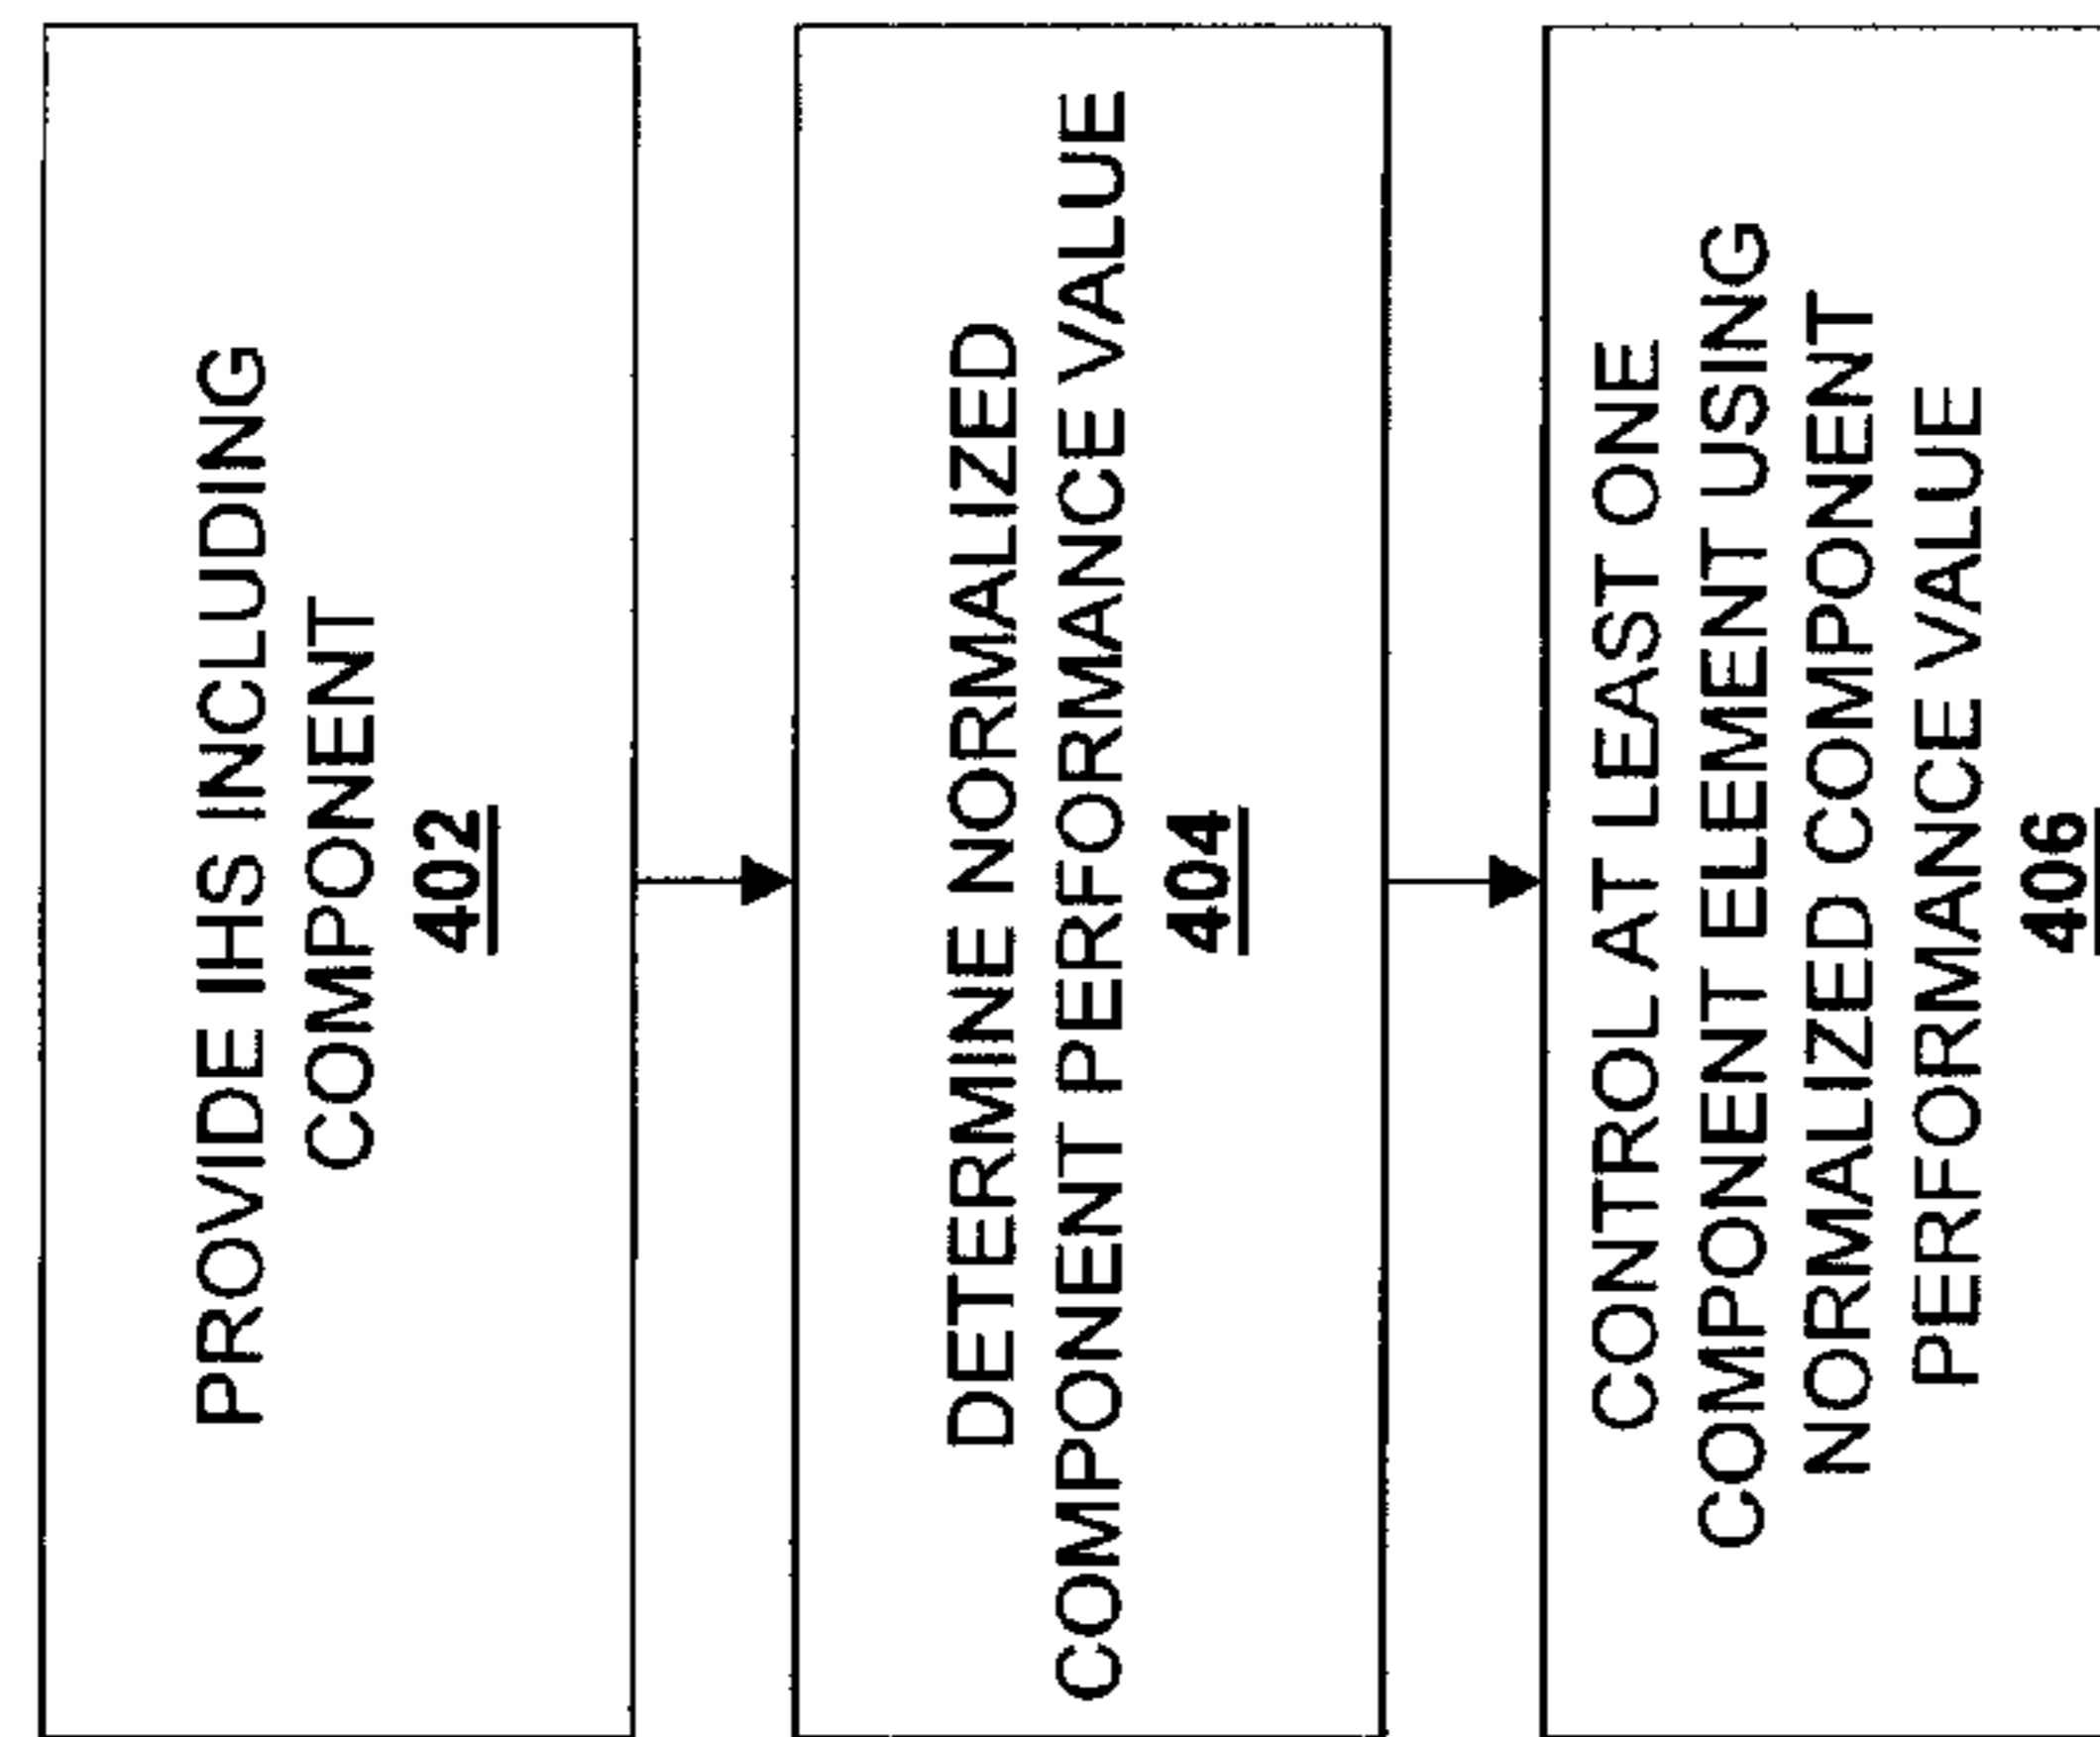 PROVIDE IHS INCLUDING
COMPONENT
402
DETERMINE NORMALIZED
COMPONENT PERFORMANCE VALUE
404
CONTROL AT LEAST ONE
COMPONENT ELEMENT USING
NORMALIZED COMPONENT
PERFORMANCE VALUE
406